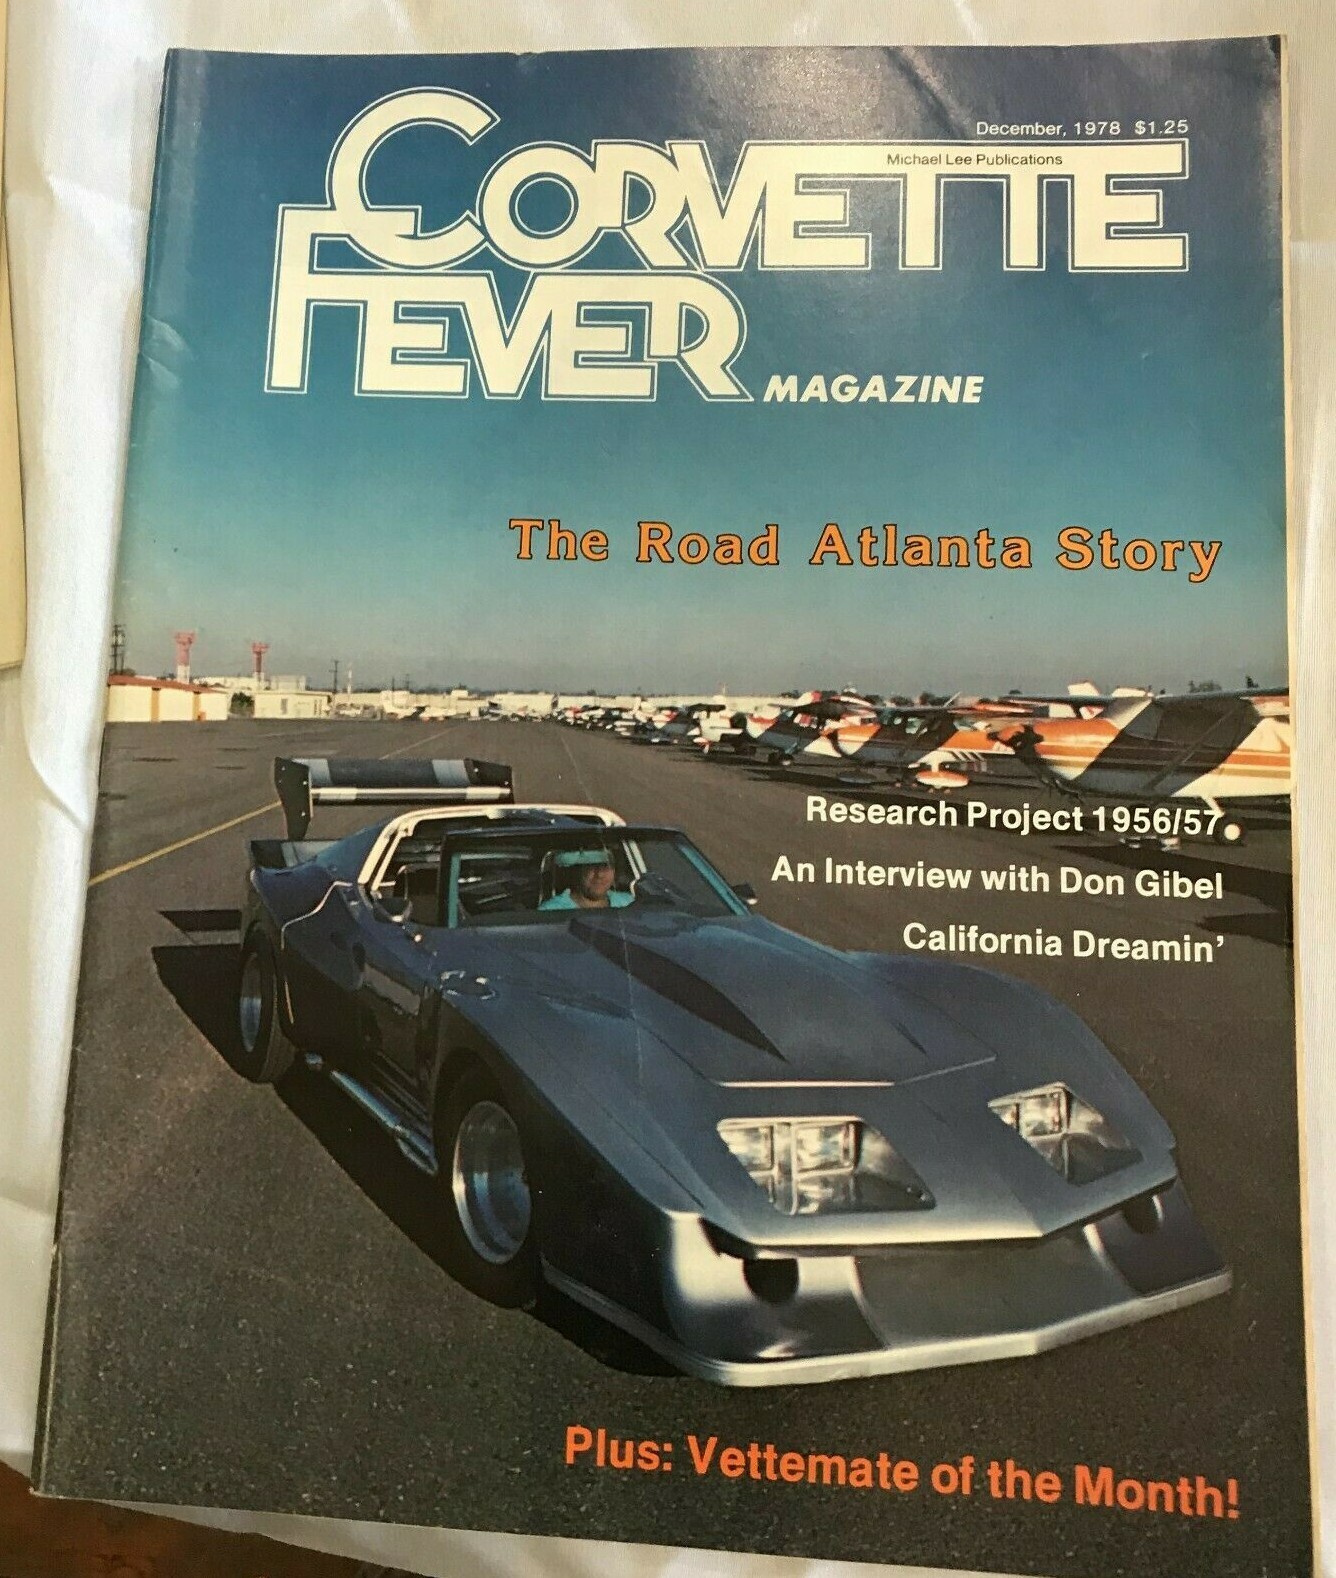 December, 1978 $1.25
Michael Lee Publications
CORVETTE
FEVER
MAGAZINE
The Road Atlanta Story
Research Project 1956/57
An Interview with Don Gibel
California Dreamin'
Plus: Vettemate of the Month!